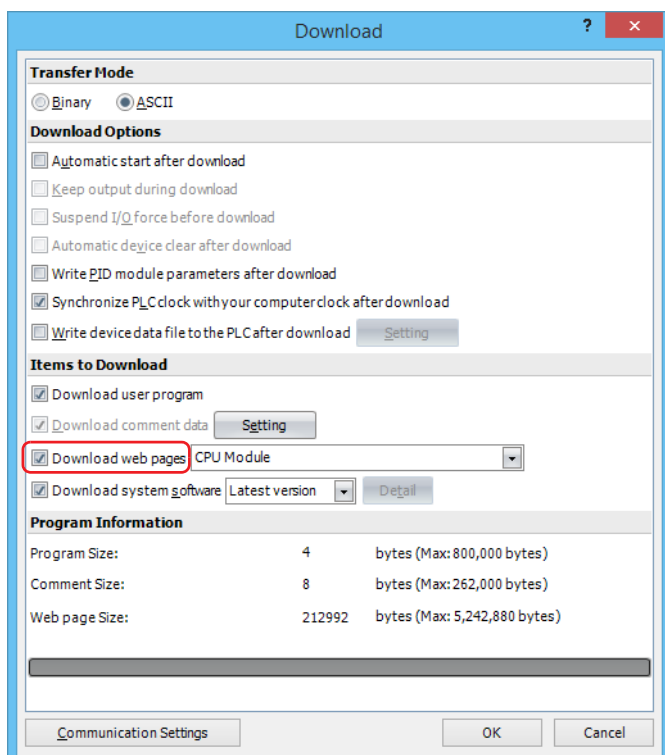 Download ? ×
Transfer Mode
Binary ASCII
Download Options
Automatic start after download
Keep output during download
Suspend I/O force before download
Automatic device clear after download
Write PID module parameters after download
Synchronize PLC clock with your computer clock after download
Write device data file to the PLC after download Setting
Items to Download
Download user program
Download comment data Setting
Download web pages CPU Module
Download system software Latest version Detail
Program Information
Program Size: 4 bytes (Max: 800,000 bytes)
Comment Size: 8 bytes (Max: 262,000 bytes)
Web page Size: 212992 bytes (Max: 5,242,880 bytes)
Communication Settings OK Cancel